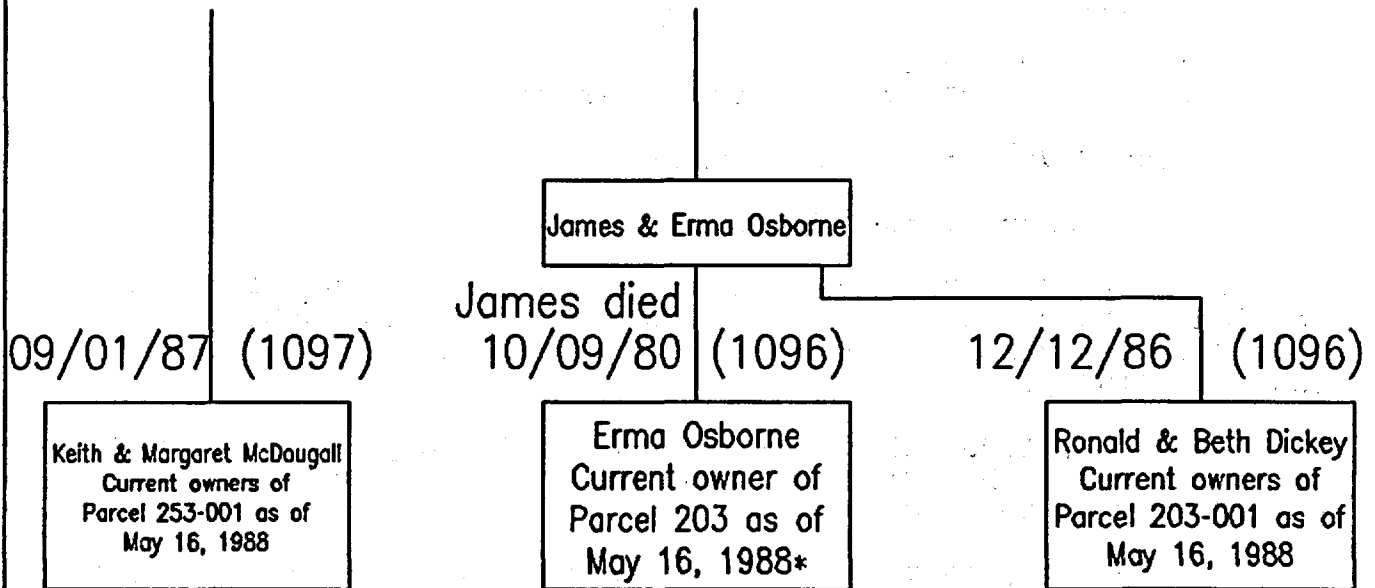 James & Erma Osborne
James died
09/01/87 (1097)
10/09/80 (1096)
12/12/86 (1096)
Keith & Margaret McDougall
Current owners of
Parcel 253-001 as of
May 16, 1988
Erma Osborne
Current owner of
Parcel 203 as of
May 16, 1988*
Ronald & Beth Dickey
Current owners of
Parcel 203-001 as of
May 16, 1988